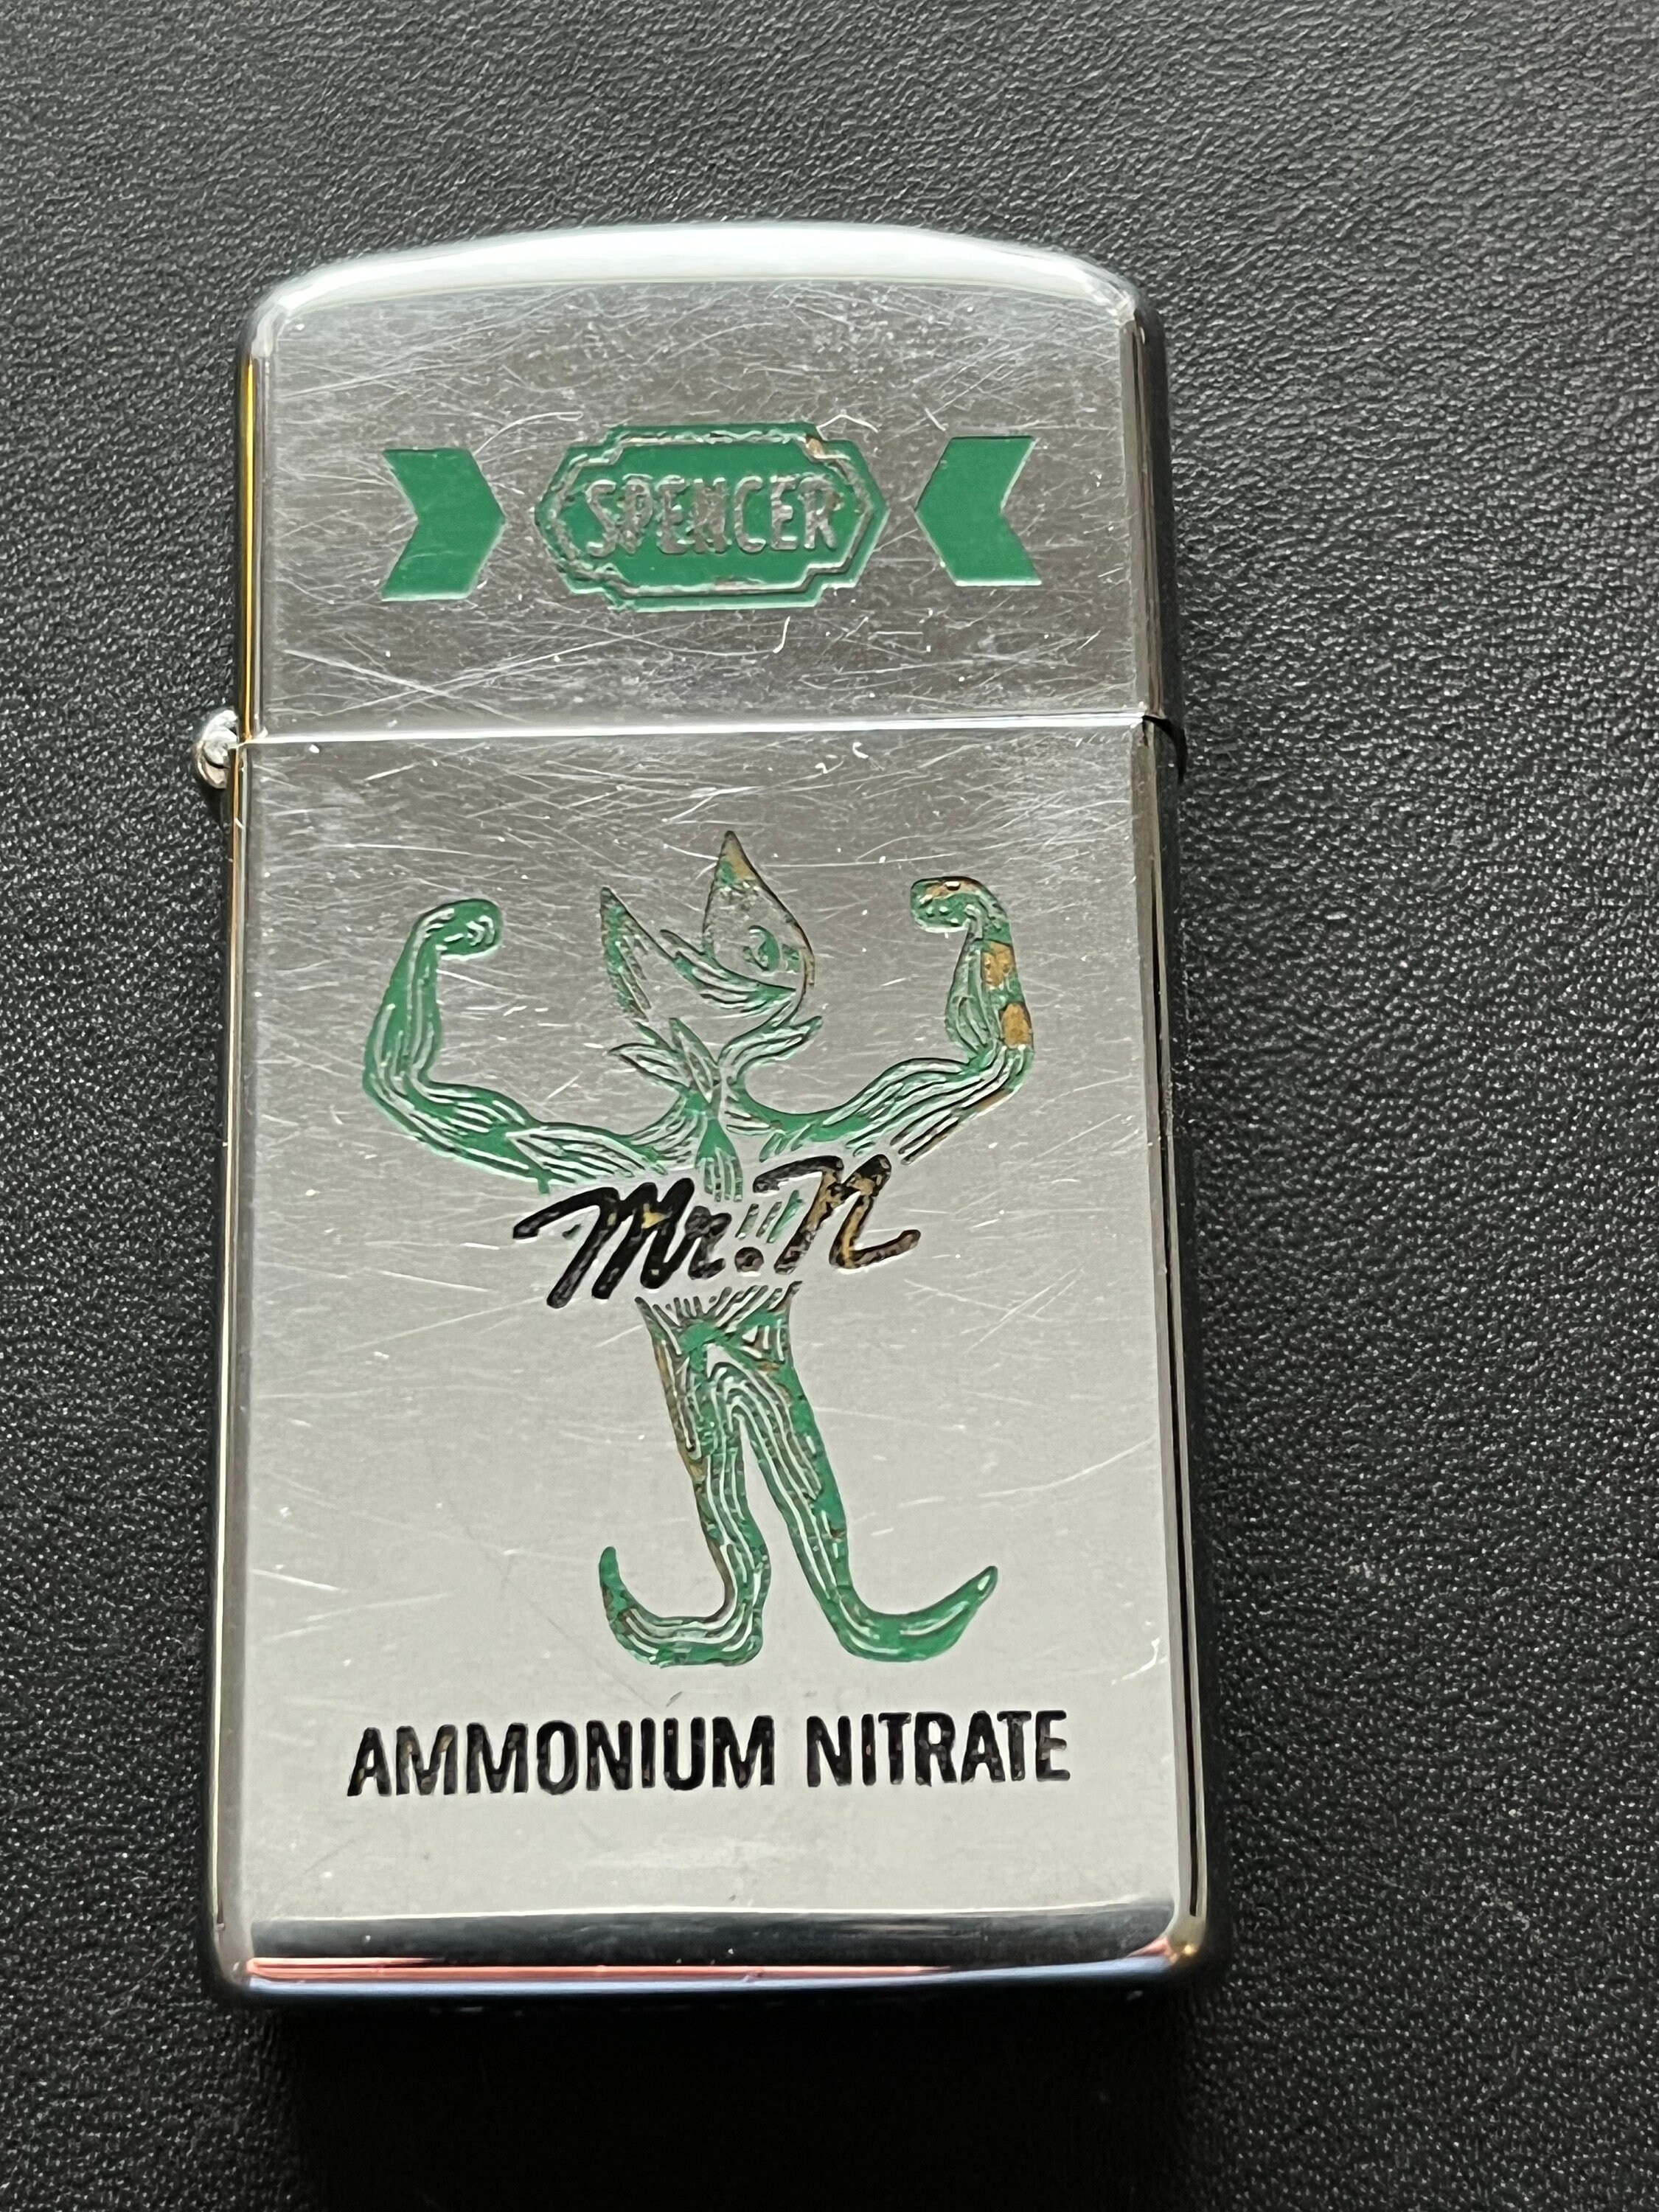 SPENCER
Mr. N
AMMONIUM NITRATE